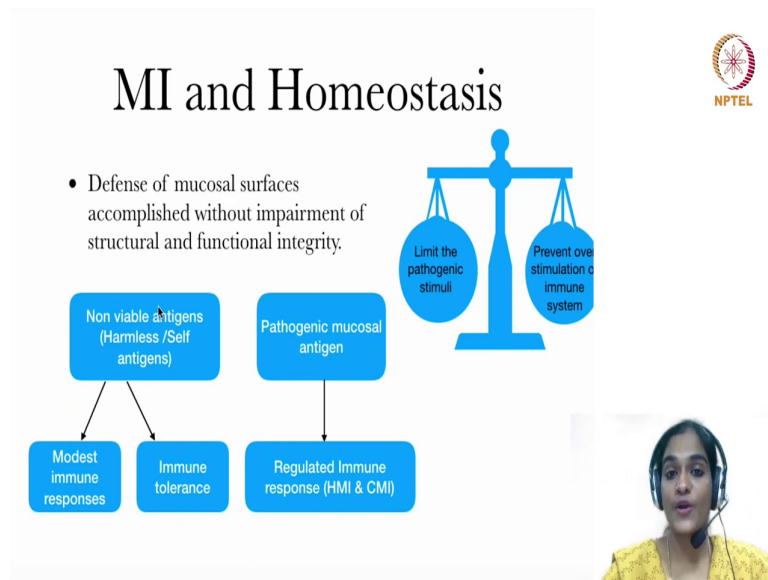 MI and Homeostasis
NPTEL
• Defense of mucosal surfaces
accomplished without impairment of
structural and functional integrity.
Limit the
pathogenic
stimuli
Prevent over
stimulation o
immune
system
Non viable antigens
(Harmless /Self
antigens)
Pathogenic mucosal
antigen
Modest
immune
responses
Immune
tolerance
Regulated Immune
response (HMI & CMI)